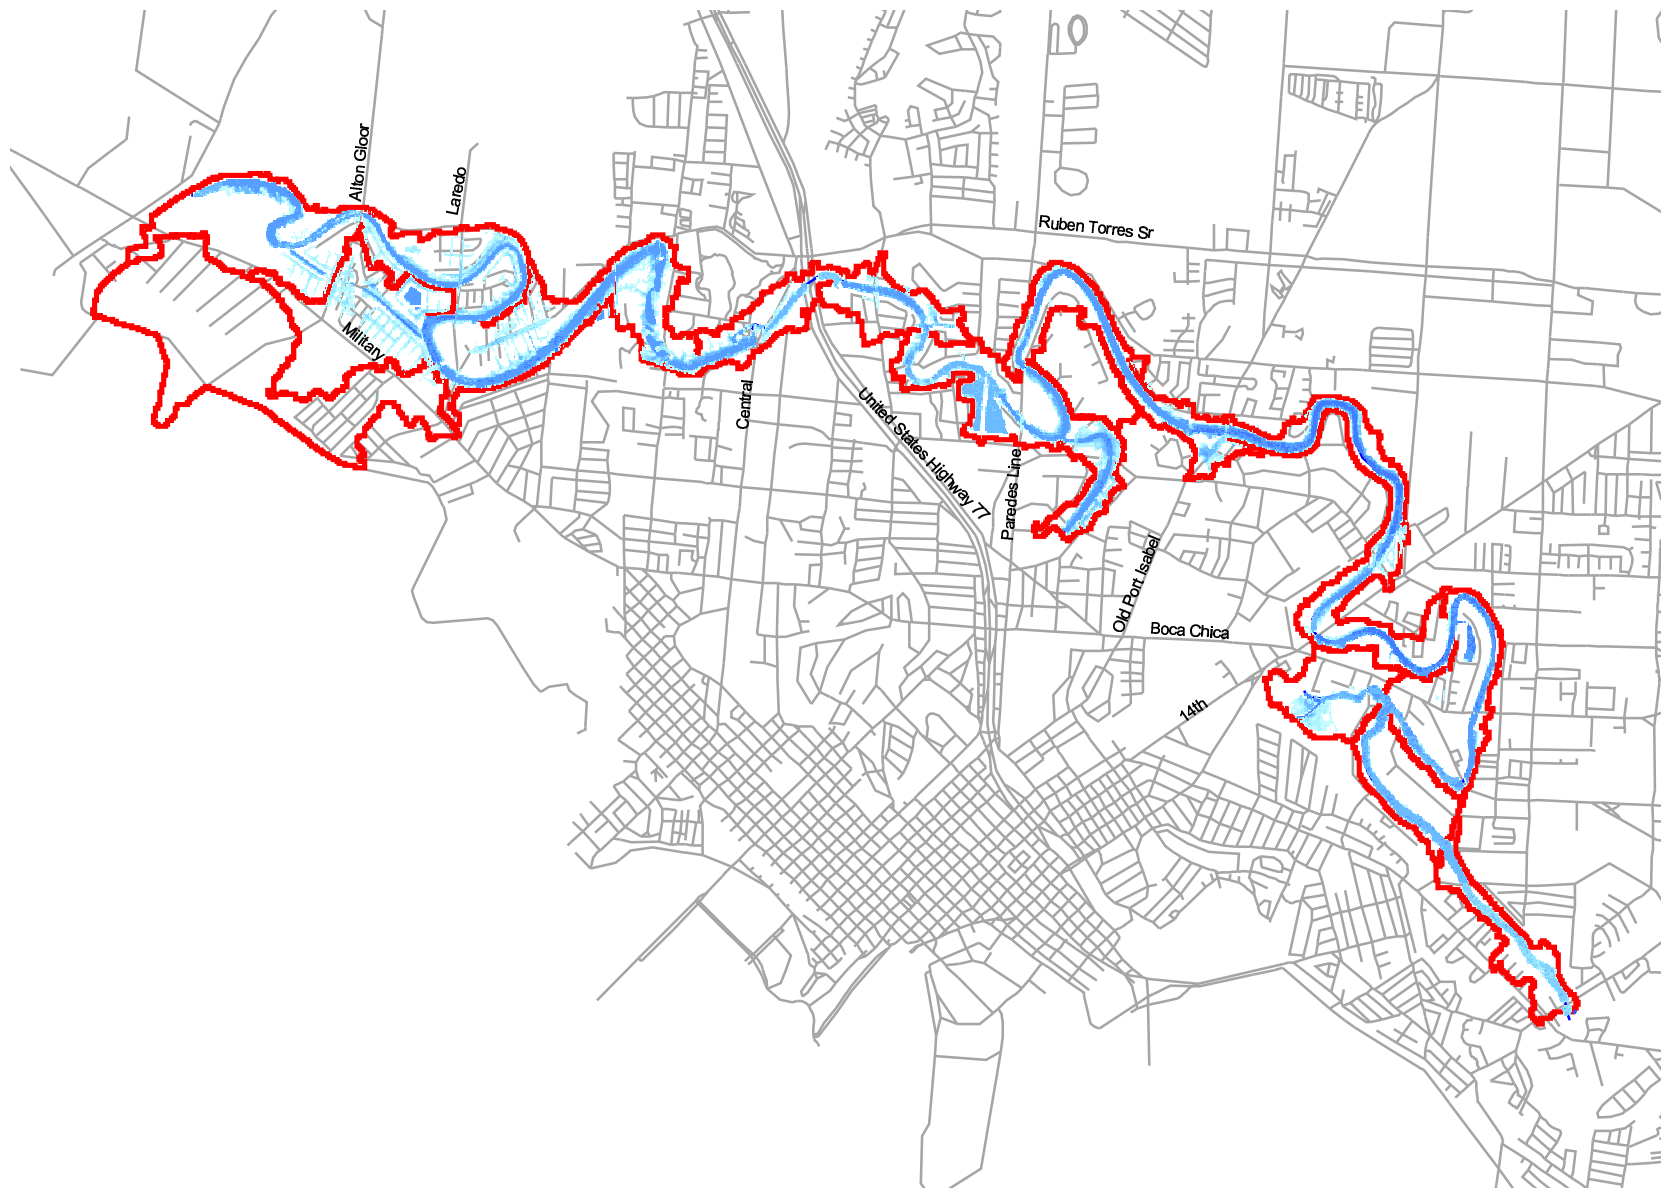 Alton Gloor
Laredo
Ruben Torres Sr
Military
Central
United States Highway 77
Paredes Line
Old Port Isabel
Boca Chica
14th